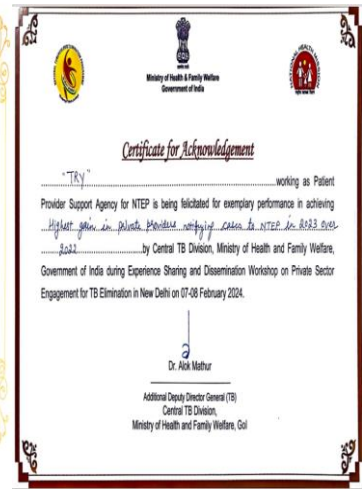 Ministry of Health & Family Welfare
Government of India
Certificate for Acknowledgement
"TRY" working as Patient
Provider Support Agency for NTEP is being felicitated for exemplary performance in achieving
Highest gain in private providers notifying cases to NTEP in 2023 over
2022 by Central TB Division, Ministry of Health and Family Welfare,
Government of India during Experience Sharing and Dissemination Workshop on Private Sector
Engagement for TB Elimination in New Delhi on 07-08 February 2024.
Dr. Alok Mathur
Additional Deputy Director General (TB)
Central TB Division,
Ministry of Health and Family Welfare, GoI